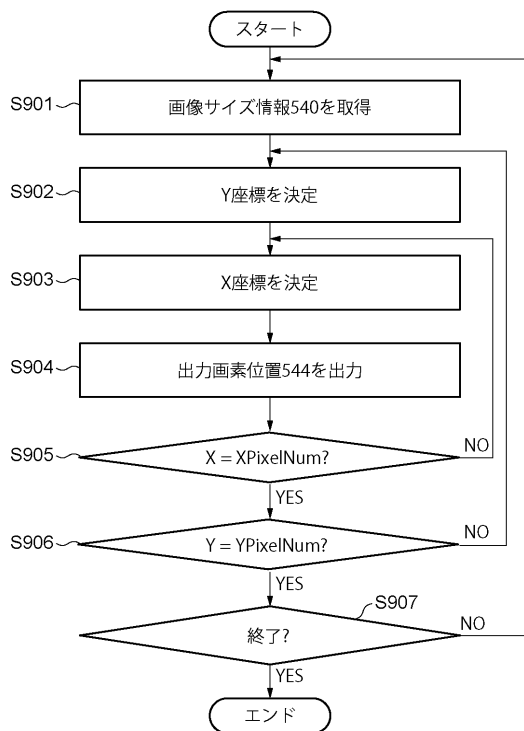 スタート
S901
画像サイズ情報540を取得
S902
Y座標を決定
S903
X座標を決定
S904
出力画素位置544を出力
S905
X = XPixelNum?
NO
YES
S906
Y = YPixelNum?
NO
YES
S907
終了?
NO
YES
エンド